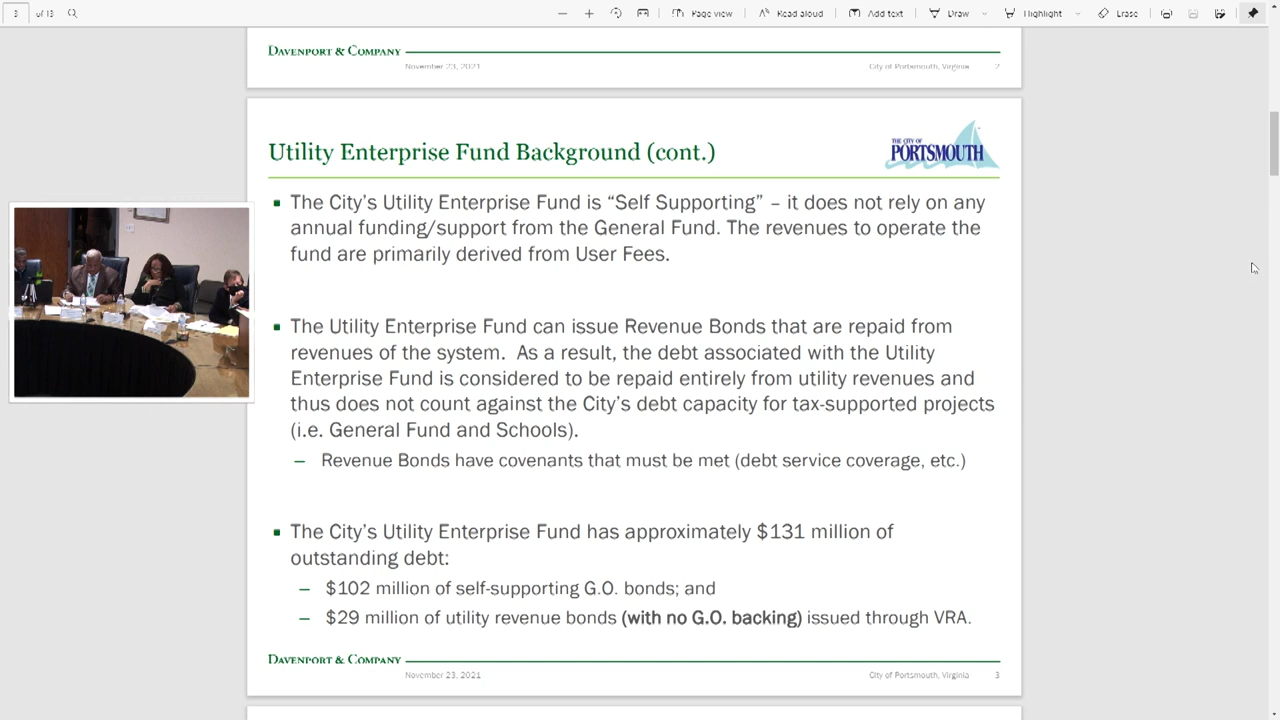 3 of 13
Page view
Read aloud
Add text
Draw
Highlight
Erase
DAVENPORT & COMPANY
November 23, 2021
City of Portsmouth, Virginia 2
Utility Enterprise Fund Background (cont.)
THE CITY OF
PORTSMOUTH
The City's Utility Enterprise Fund is “Self Supporting” – it does not rely on any
annual funding/support from the General Fund. The revenues to operate the
fund are primarily derived from User Fees.
The Utility Enterprise Fund can issue Revenue Bonds that are repaid from
revenues of the system. As a result, the debt associated with the Utility
Enterprise Fund is considered to be repaid entirely from utility revenues and
thus does not count against the City's debt capacity for tax-supported projects
(i.e. General Fund and Schools).
– Revenue Bonds have covenants that must be met (debt service coverage, etc.)
The City's Utility Enterprise Fund has approximately $131 million of
outstanding debt:
– $102 million of self-supporting G.O. bonds; and
– $29 million of utility revenue bonds (with no G.O. backing) issued through VRA.
DAVENPORT & COMPANY
November 23, 2021
City of Portsmouth, Virginia 3